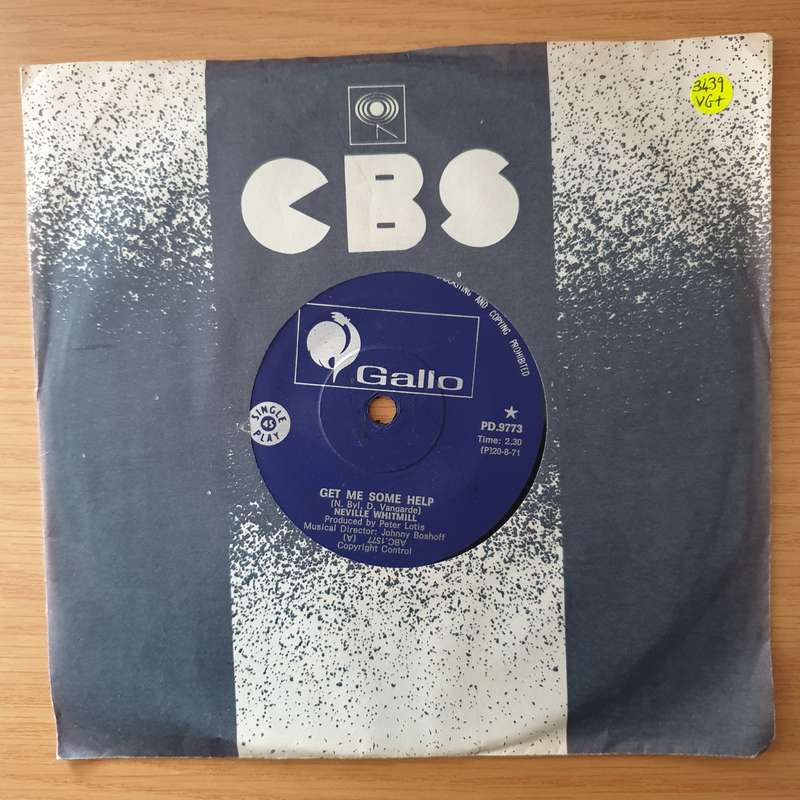 3439
VG+
CBS
CASTING AND COPYING PROHIBITED
Gallo
SINGLE
45
PLAY
PD.9773
Time: 2.30
(P)20-8-71
GET ME SOME HELP
(N. Byl, D. Vangarde)
NEVILLE WHITMILL
Produced by Peter Lotis
Musical Director: Johnny Boshoff
ABC.1577 (A)
Copyright Control